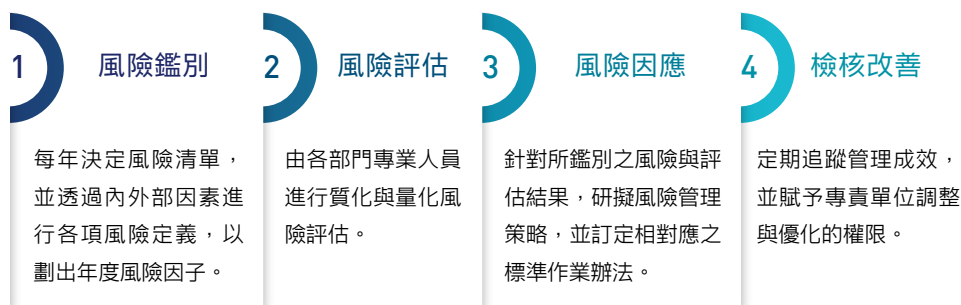 1
風險鑑別
每年決定風險清單，
並透過內外部因素進
行各項風險定義，以
劃出年度風險因子。
2
風險評估
由各部門專業人員
進行質化與量化風
險評估。
3
風險因應
針對所鑑別之風險與評
估結果，研擬風險管理
策略，並訂定相對應之
標準作業辦法。
4
檢核改善
定期追蹤管理成效，
並賦予專責單位調整
與優化的權限。